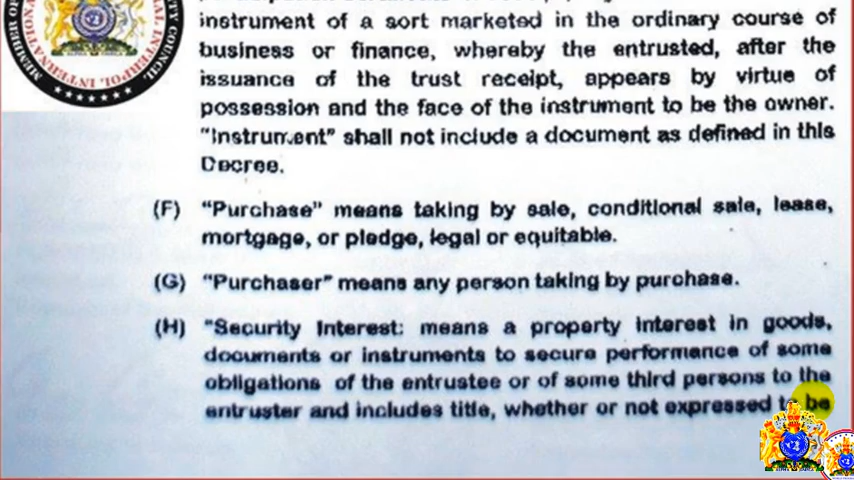 instrument of a sort marketed in the ordinary course of
business or finance, whereby the entrusted, after the
issuance of the trust receipt, appears by virtue of
possession and the face of the instrument to be the owner.
"Instrument" shall not include a document as defined in this
Decree.
(F) "Purchase" means taking by sale, conditional sale, lease,
mortgage, or pledge, legal or equitable.
(G) "Purchaser" means any person taking by purchase.
(H) "Security Interest: means a property interest in goods,
documents or instruments to secure performance of some
obligations of the entrustee or of some third persons to the
entruster and includes title, whether or not expressed to be
MEMBER OF
INTERPOL
COUNCIL